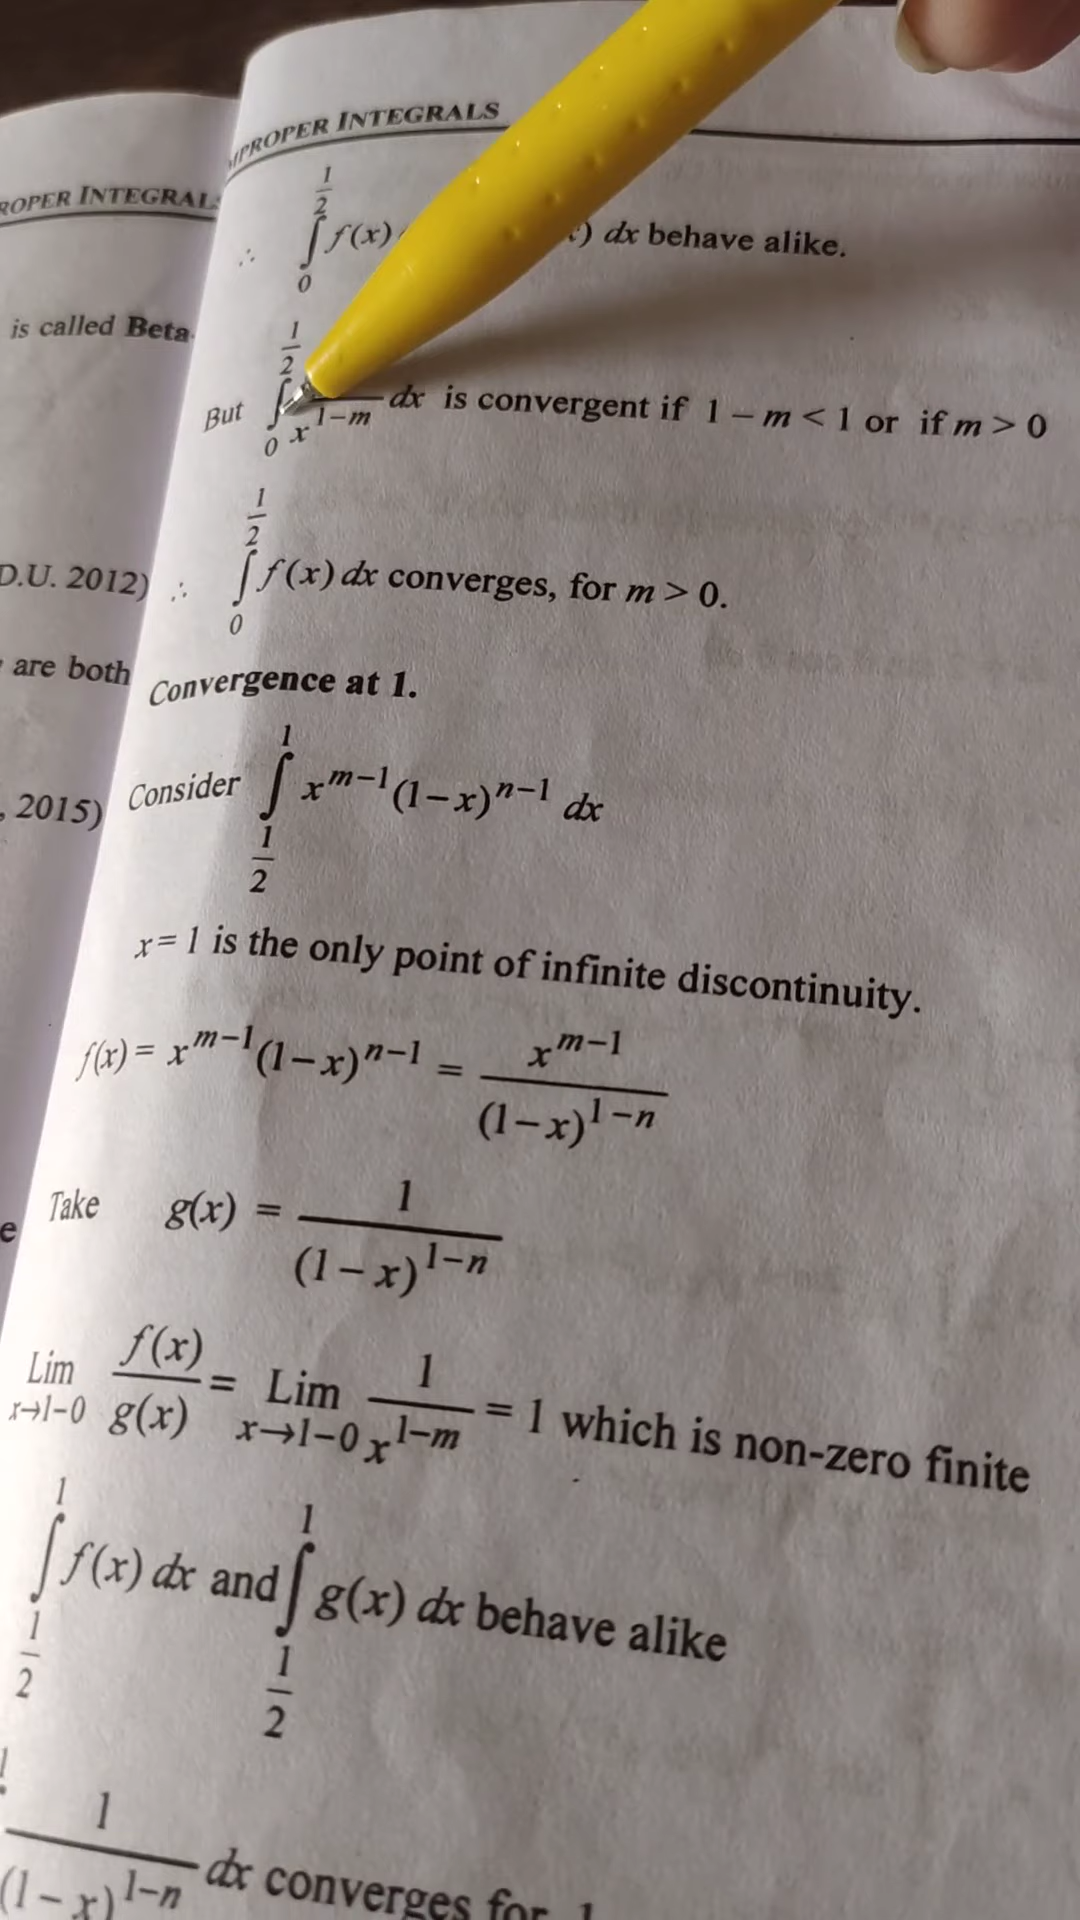 ROPER INTEGRAL
is called Beta
D.U. 2012)
are both
, 2015)
e
IMPROPER INTEGRALS
∴ ∫₀^{1/2} f(x) ) dx behave alike.
But ∫₀^{1/2} / x^{1−m} dx is convergent if 1 − m < 1 or if m > 0
∴ ∫₀^{1/2} f(x) dx converges, for m > 0.
Convergence at 1.
Consider ∫_{1/2}^{1} x^{m−1} (1−x)^{n−1} dx
x = 1 is the only point of infinite discontinuity.
f(x) = x^{m−1} (1−x)^{n−1} = x^{m−1} / (1−x)^{1−n}
Take g(x) = 1 / (1−x)^{1−n}
Lim_{x→1−0} f(x) / g(x) = Lim_{x→1−0} 1 / x^{1−m} = 1 which is non-zero finite
∫_{1/2}^{1} f(x) dx and ∫_{1/2}^{1} g(x) dx behave alike
1 / (1−x)^{1−n} dx converges for 1